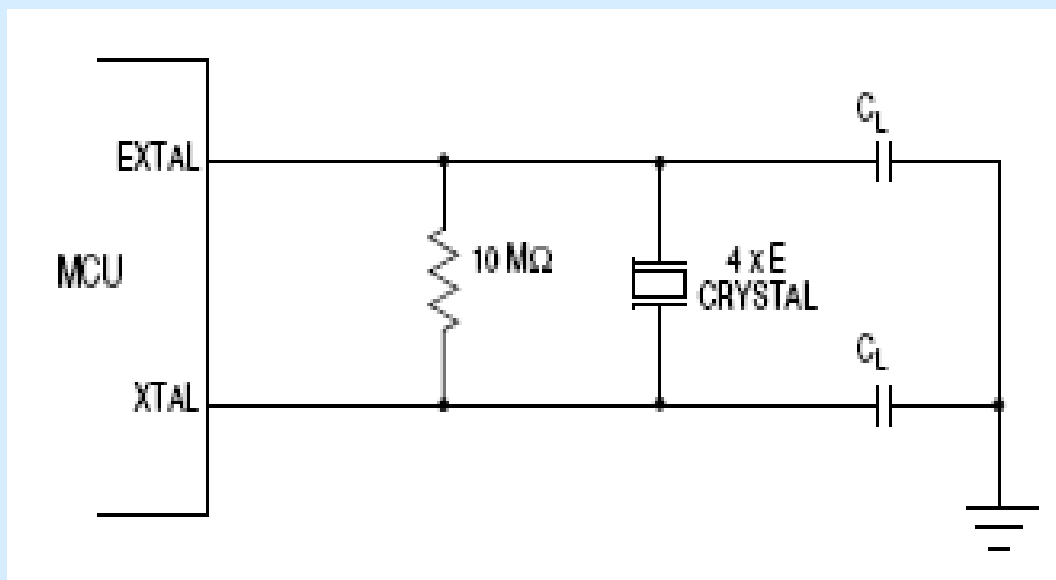 EXTAL
MCU
XTAL
10 MΩ
4 x E
CRYSTAL
CL
CL